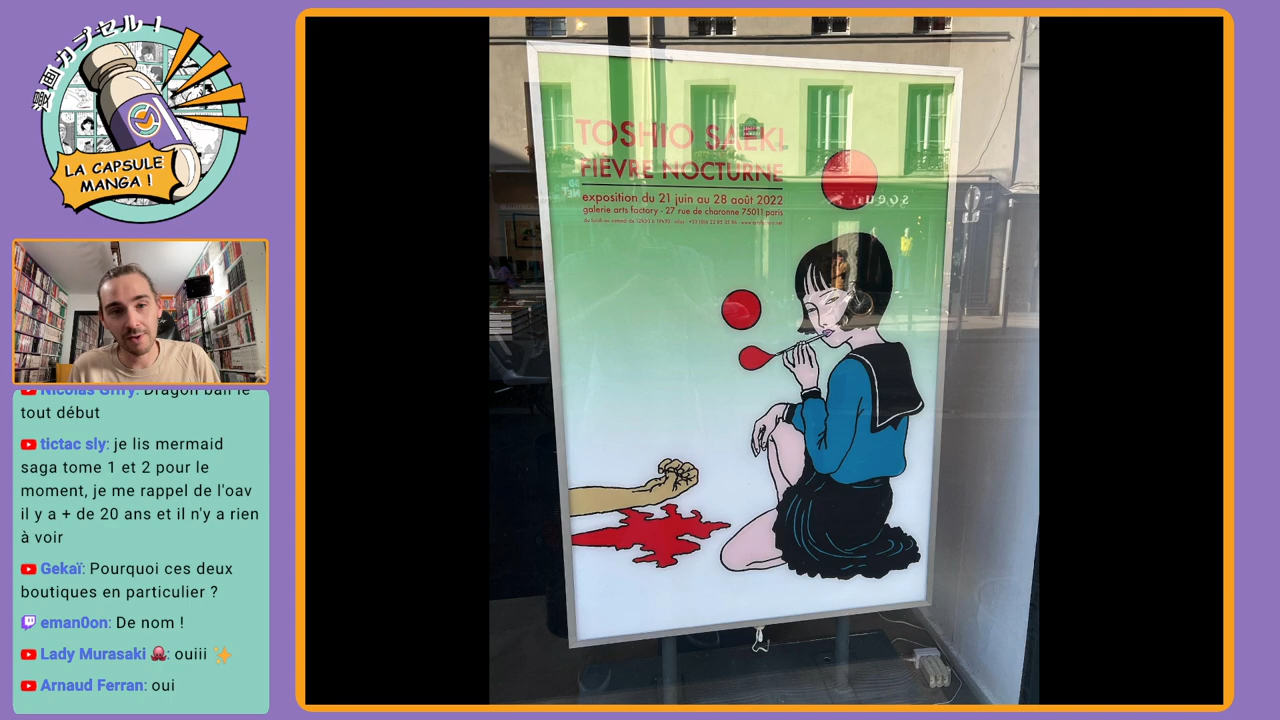 漫画カプセル!
LA CAPSULE
MANGA !
TOSHIO SAEKI
FIÈVRE NOCTURNE
exposition du 21 juin au 28 août 2022
galerie arts factory - 27 rue de charonne 75011 paris
soeur
Nicolas Griry: Dragon ball le
tout début
tictac sly: je lis mermaid
saga tome 1 et 2 pour le
moment, je me rappel de l'oav
il y a + de 20 ans et il n'y a rien
à voir
Gekaï: Pourquoi ces deux
boutiques en particulier ?
eman0on: De nom !
Lady Murasaki 🐙: ouiii ✨
Arnaud Ferran: oui